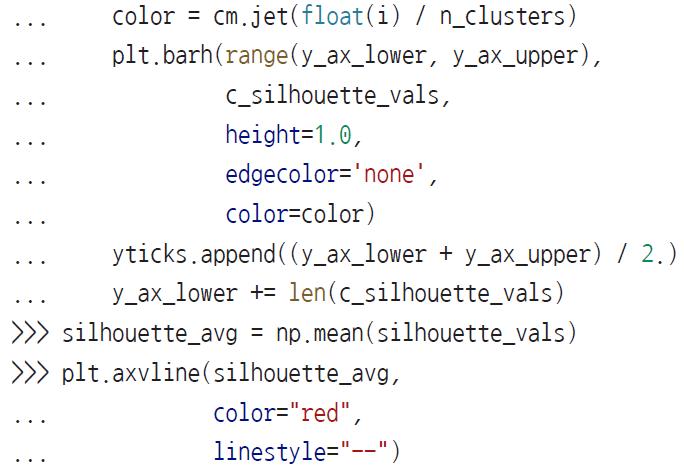 ...     color = cm.jet(float(i) / n_clusters)
...     plt.barh(range(y_ax_lower, y_ax_upper),
...              c_silhouette_vals,
...              height=1.0,
...              edgecolor='none',
...              color=color)
...     yticks.append((y_ax_lower + y_ax_upper) / 2.)
...     y_ax_lower += len(c_silhouette_vals)
>>> silhouette_avg = np.mean(silhouette_vals)
>>> plt.axvline(silhouette_avg,
...             color="red",
...             linestyle="--")